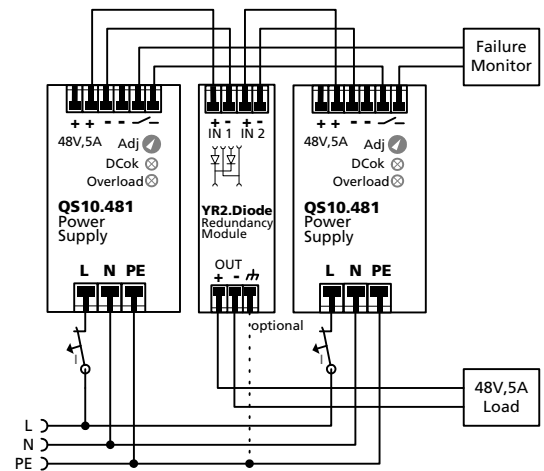 Failure
Monitor
+ + - -
48V,5A
Adj
DCok
Overload
QS10.481
Power
Supply
L N PE
+ - + -
IN 1 IN 2
YR2.Diode
Redundancy
Module
OUT
+ -
optional
+ + - -
48V,5A
Adj
DCok
Overload
QS10.481
Power
Supply
L N PE
I
I
48V,5A
Load
L
N
PE